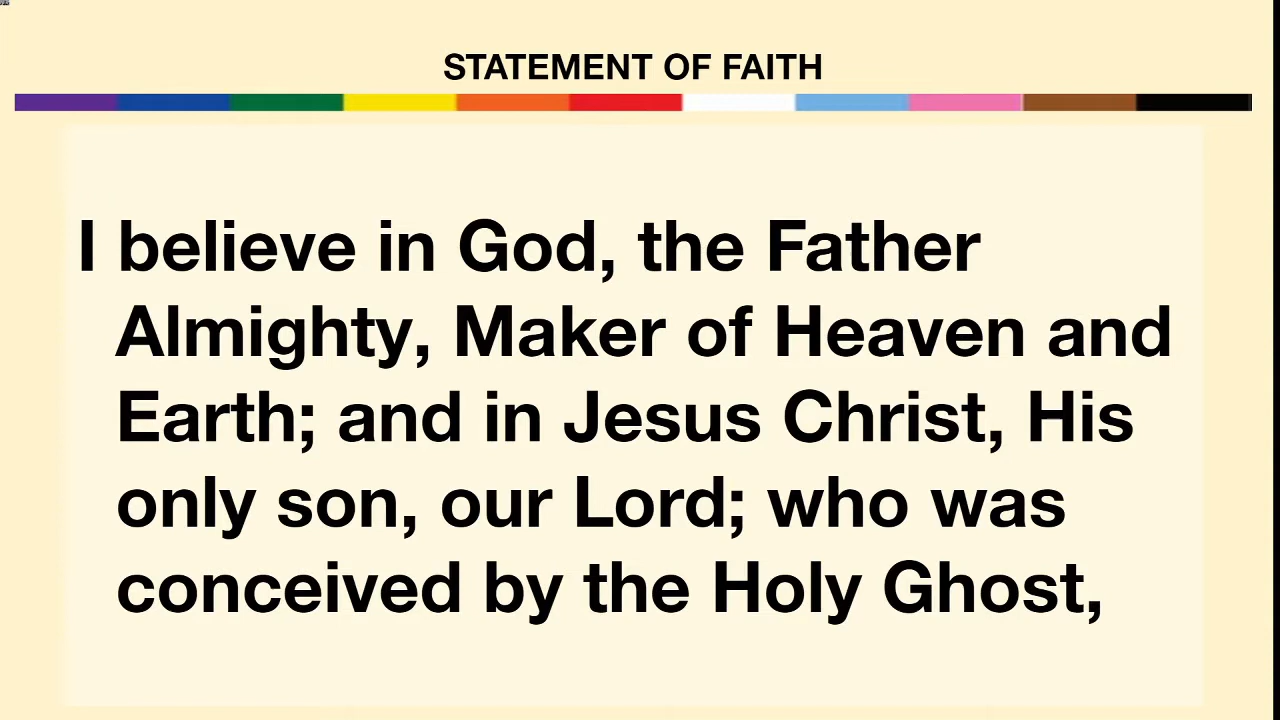 STATEMENT OF FAITH
I believe in God, the Father
Almighty, Maker of Heaven and
Earth; and in Jesus Christ, His
only son, our Lord; who was
conceived by the Holy Ghost,